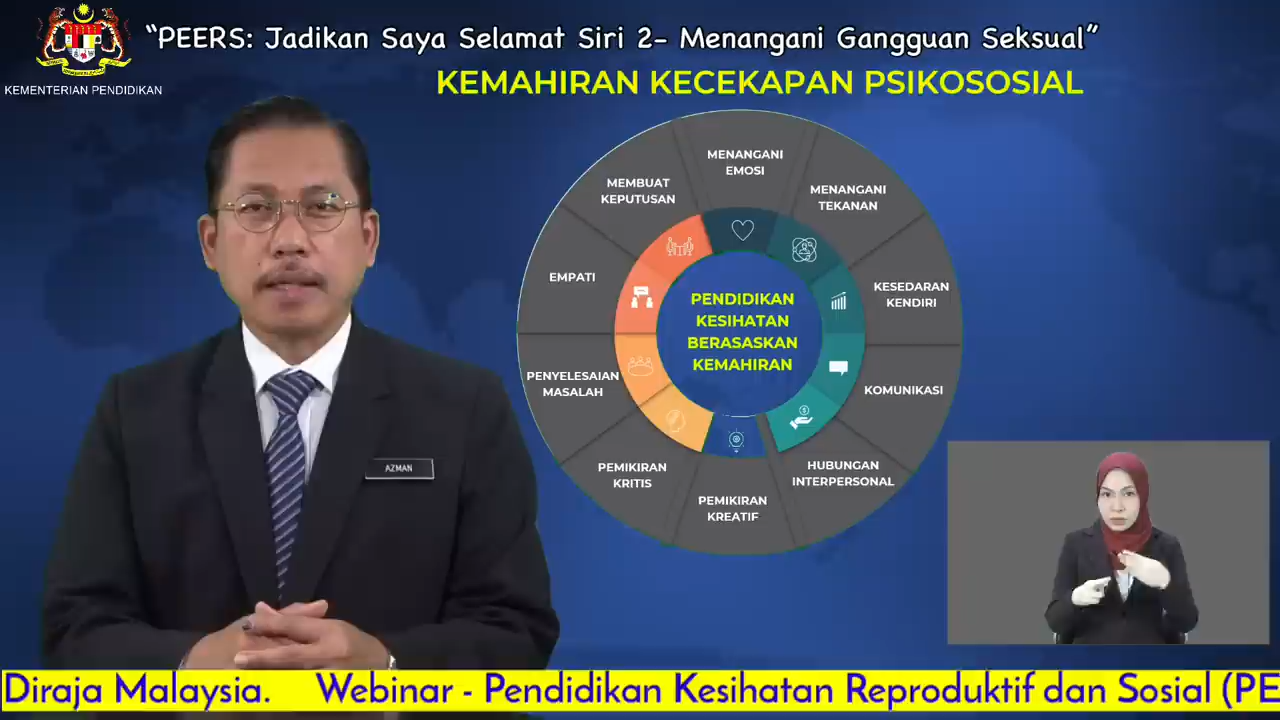 "PEERS: Jadikan Saya Selamat Siri 2- Menangani Gangguan Seksual"
KEMENTERIAN PENDIDIKAN
KEMAHIRAN KECEKAPAN PSIKOSOSIAL
MENANGANI
EMOSI
MENANGANI
TEKANAN
KESEDARAN
KENDIRI
KOMUNIKASI
HUBUNGAN
INTERPERSONAL
PEMIKIRAN
KREATIF
PEMIKIRAN
KRITIS
PENYELESAIAN
MASALAH
EMPATI
MEMBUAT
KEPUTUSAN
PENDIDIKAN
KESIHATAN
BERASASKAN
KEMAHIRAN
AZMAN
Diraja Malaysia. Webinar - Pendidikan Kesihatan Reproduktif dan Sosial (PE